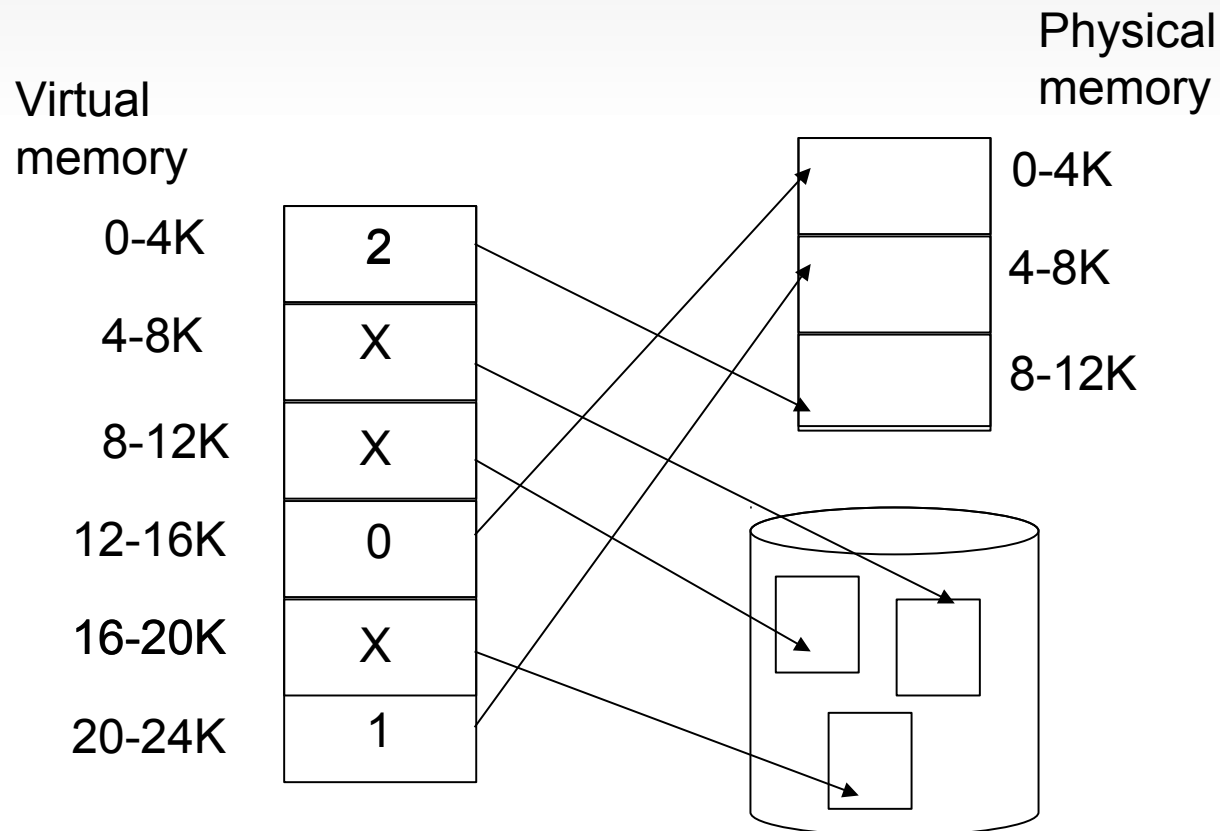 Physical
memory
Virtual
memory
0-4K
4-8K
8-12K
0-4K
2
4-8K
X
8-12K
X
12-16K
0
16-20K
X
20-24K
1